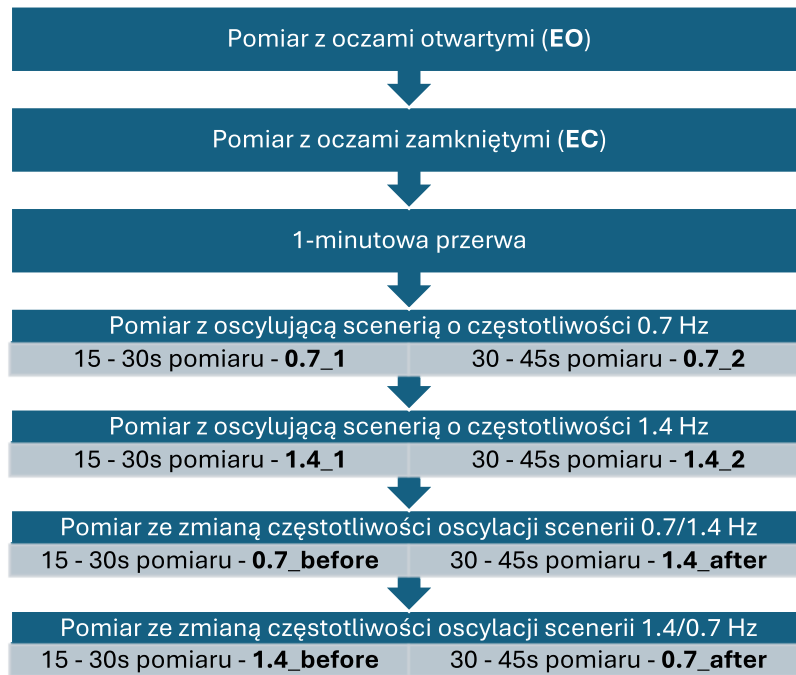 Pomiar z oczami otwartymi (EO)
Pomiar z oczami zamkniętymi (EC)
1-minutowa przerwa
Pomiar z oscylującą scenerią o częstotliwości 0.7 Hz
15 - 30s pomiaru - 0.7_1
30 - 45s pomiaru - 0.7_2
Pomiar z oscylującą scenerią o częstotliwości 1.4 Hz
15 - 30s pomiaru - 1.4_1
30 - 45s pomiaru - 1.4_2
Pomiar ze zmianą częstotliwości oscylacji scenerii 0.7/1.4 Hz
15 - 30s pomiaru - 0.7_before
30 - 45s pomiaru - 1.4_after
Pomiar ze zmianą częstotliwości oscylacji scenerii 1.4/0.7 Hz
15 - 30s pomiaru - 1.4_before
30 - 45s pomiaru - 0.7_after